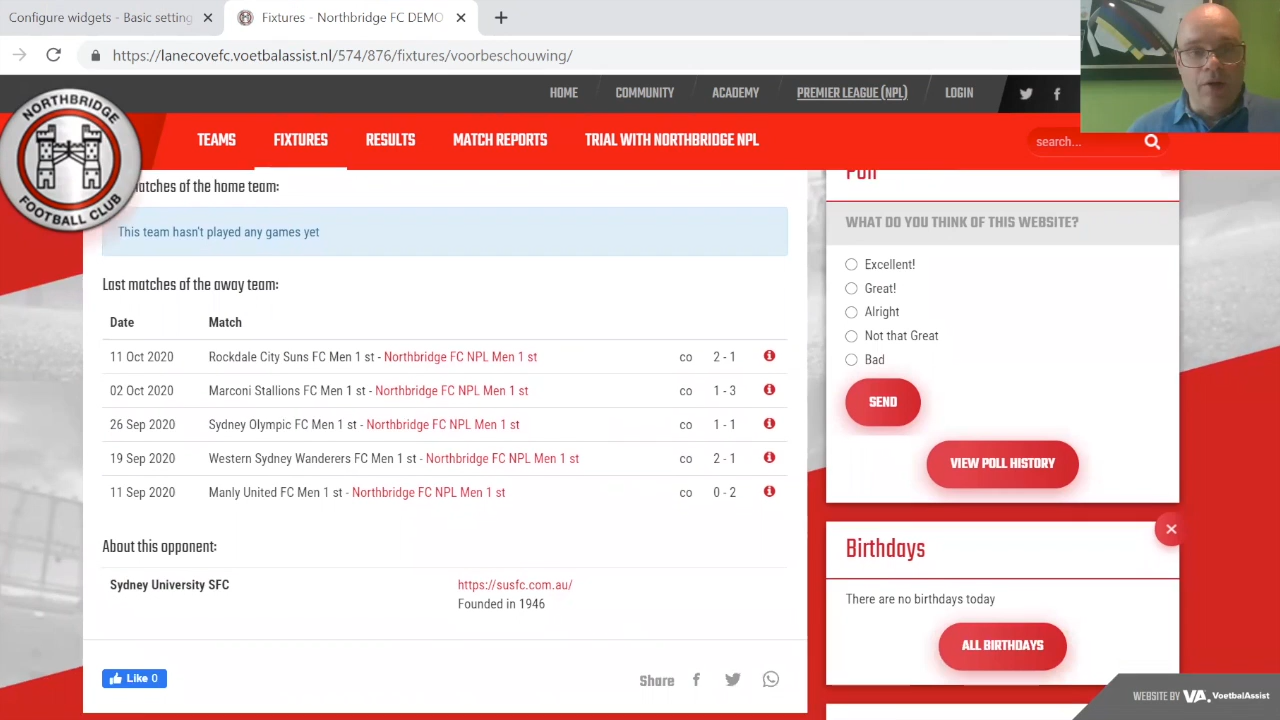 Configure widgets - Basic setting
Fixtures - Northbridge FC DEMO
https://lanecovefc.voetbalassist.nl/574/876/fixtures/voorbeschouwing/
HOME COMMUNITY ACADEMY PREMIER LEAGUE (NPL) LOGIN
NORTHBRIDGE
FOOTBALL CLUB
TEAMS FIXTURES RESULTS MATCH REPORTS TRIAL WITH NORTHBRIDGE NPL
search...
atches of the home team:
This team hasn't played any games yet
Last matches of the away team:
Date Match
11 Oct 2020 Rockdale City Suns FC Men 1 st - Northbridge FC NPL Men 1 st co 2 - 1
02 Oct 2020 Marconi Stallions FC Men 1 st - Northbridge FC NPL Men 1 st co 1 - 3
26 Sep 2020 Sydney Olympic FC Men 1 st - Northbridge FC NPL Men 1 st co 1 - 1
19 Sep 2020 Western Sydney Wanderers FC Men 1 st - Northbridge FC NPL Men 1 st co 2 - 1
11 Sep 2020 Manly United FC Men 1 st - Northbridge FC NPL Men 1 st co 0 - 2
About this opponent:
Sydney University SFC https://susfc.com.au/
Founded in 1946
Like 0
Share
Poll
WHAT DO YOU THINK OF THIS WEBSITE?
Excellent!
Great!
Alright
Not that Great
Bad
SEND
VIEW POLL HISTORY
Birthdays
There are no birthdays today
ALL BIRTHDAYS
WEBSITE BY VA. VoetbalAssist